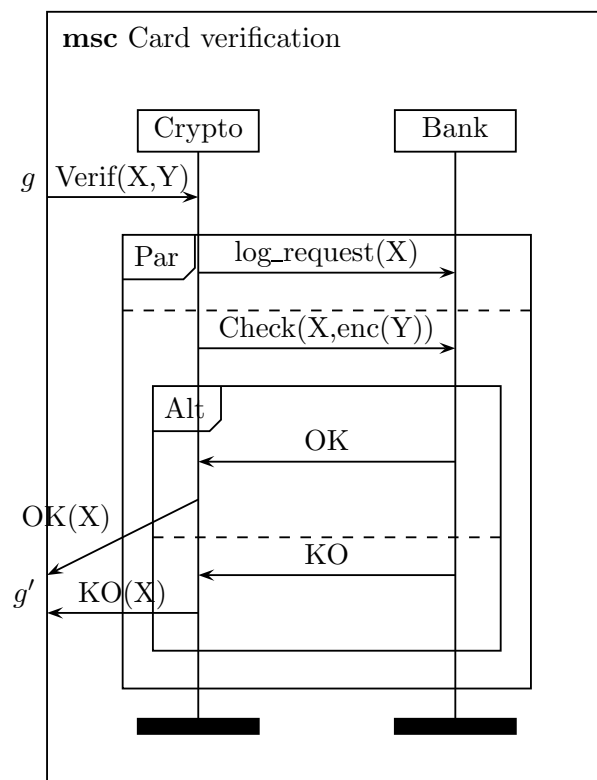 msc Card verification
Crypto
Bank
g
Verif(X,Y)
Par
log_request(X)
Check(X,enc(Y))
Alt
OK
OK(X)
KO
g′
KO(X)